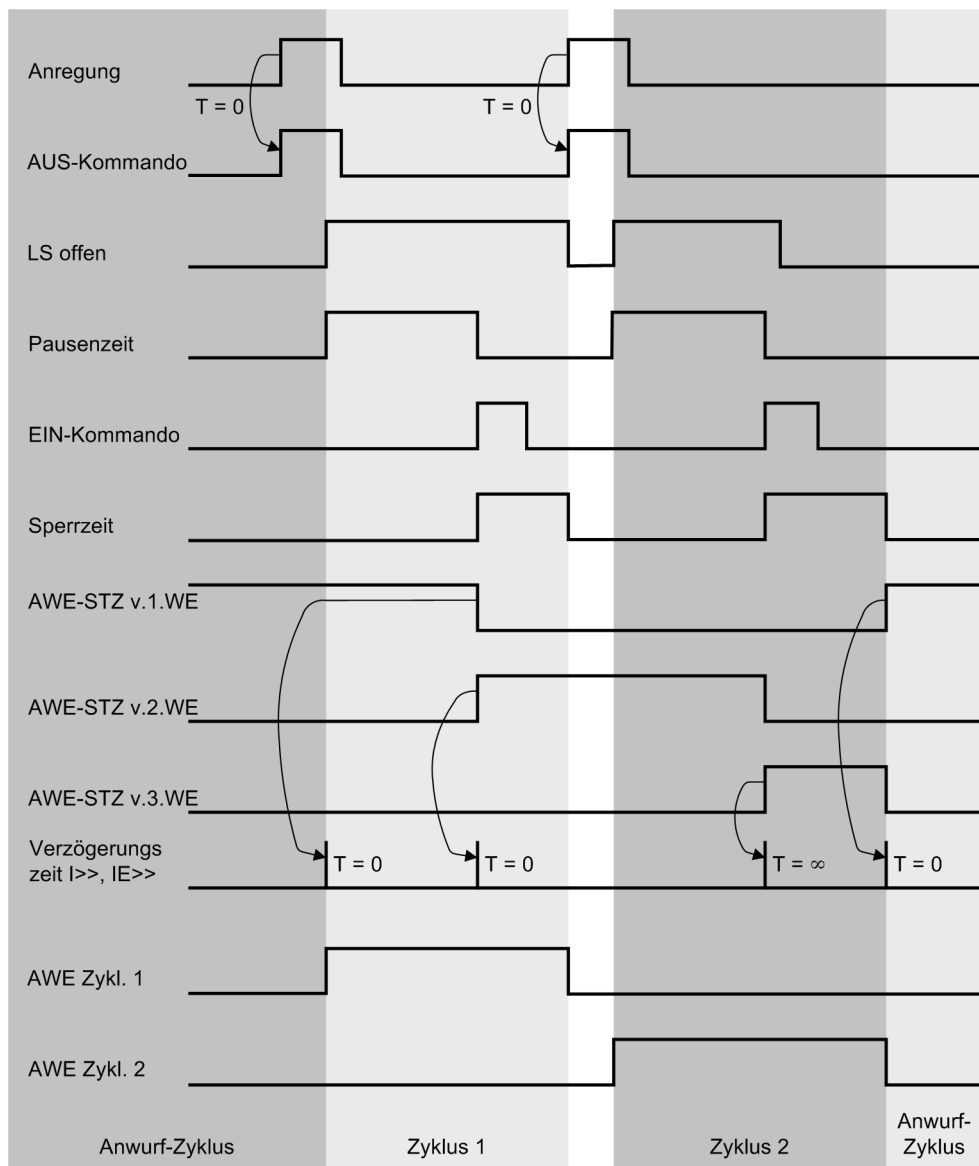 Anregung
T = 0
T = 0
AUS-Kommando
LS offen
Pausenzeit
EIN-Kommando
Sperrzeit
AWE-STZ v.1.WE
AWE-STZ v.2.WE
AWE-STZ v.3.WE
Verzögerungs
zeit I>>, IE>>
T = 0
T = 0
T = ∞
T = 0
AWE Zykl. 1
AWE Zykl. 2
Anwurf-Zyklus
Zyklus 1
Zyklus 2
Anwurf-
Zyklus